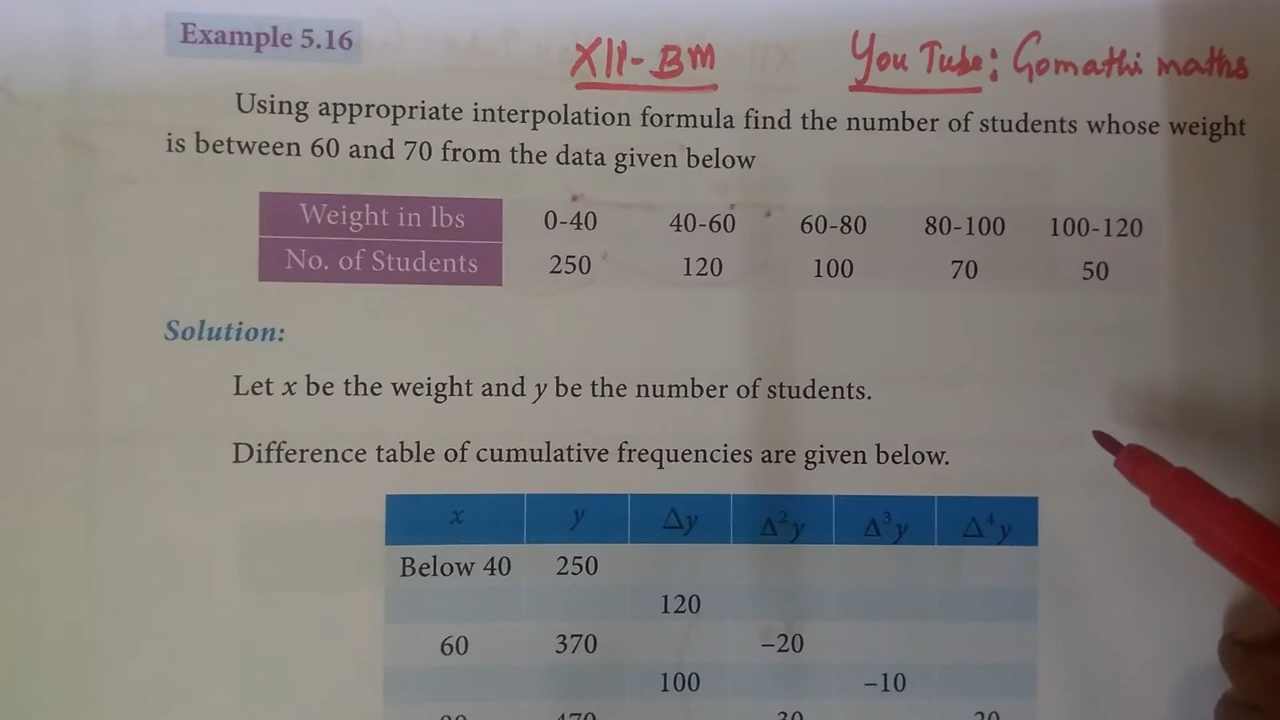 Example 5.16
XII-BM
You Tube: Gomathi maths
Using appropriate interpolation formula find the number of students whose weight
is between 60 and 70 from the data given below
Weight in lbs 0-40 40-60 60-80 80-100 100-120
No. of Students 250 120 100 70 50
Solution:
Let x be the weight and y be the number of students.
Difference table of cumulative frequencies are given below.
x y Δy Δ²y Δ³y Δ⁴y
Below 40 250
120
60 370 –20
100 –10